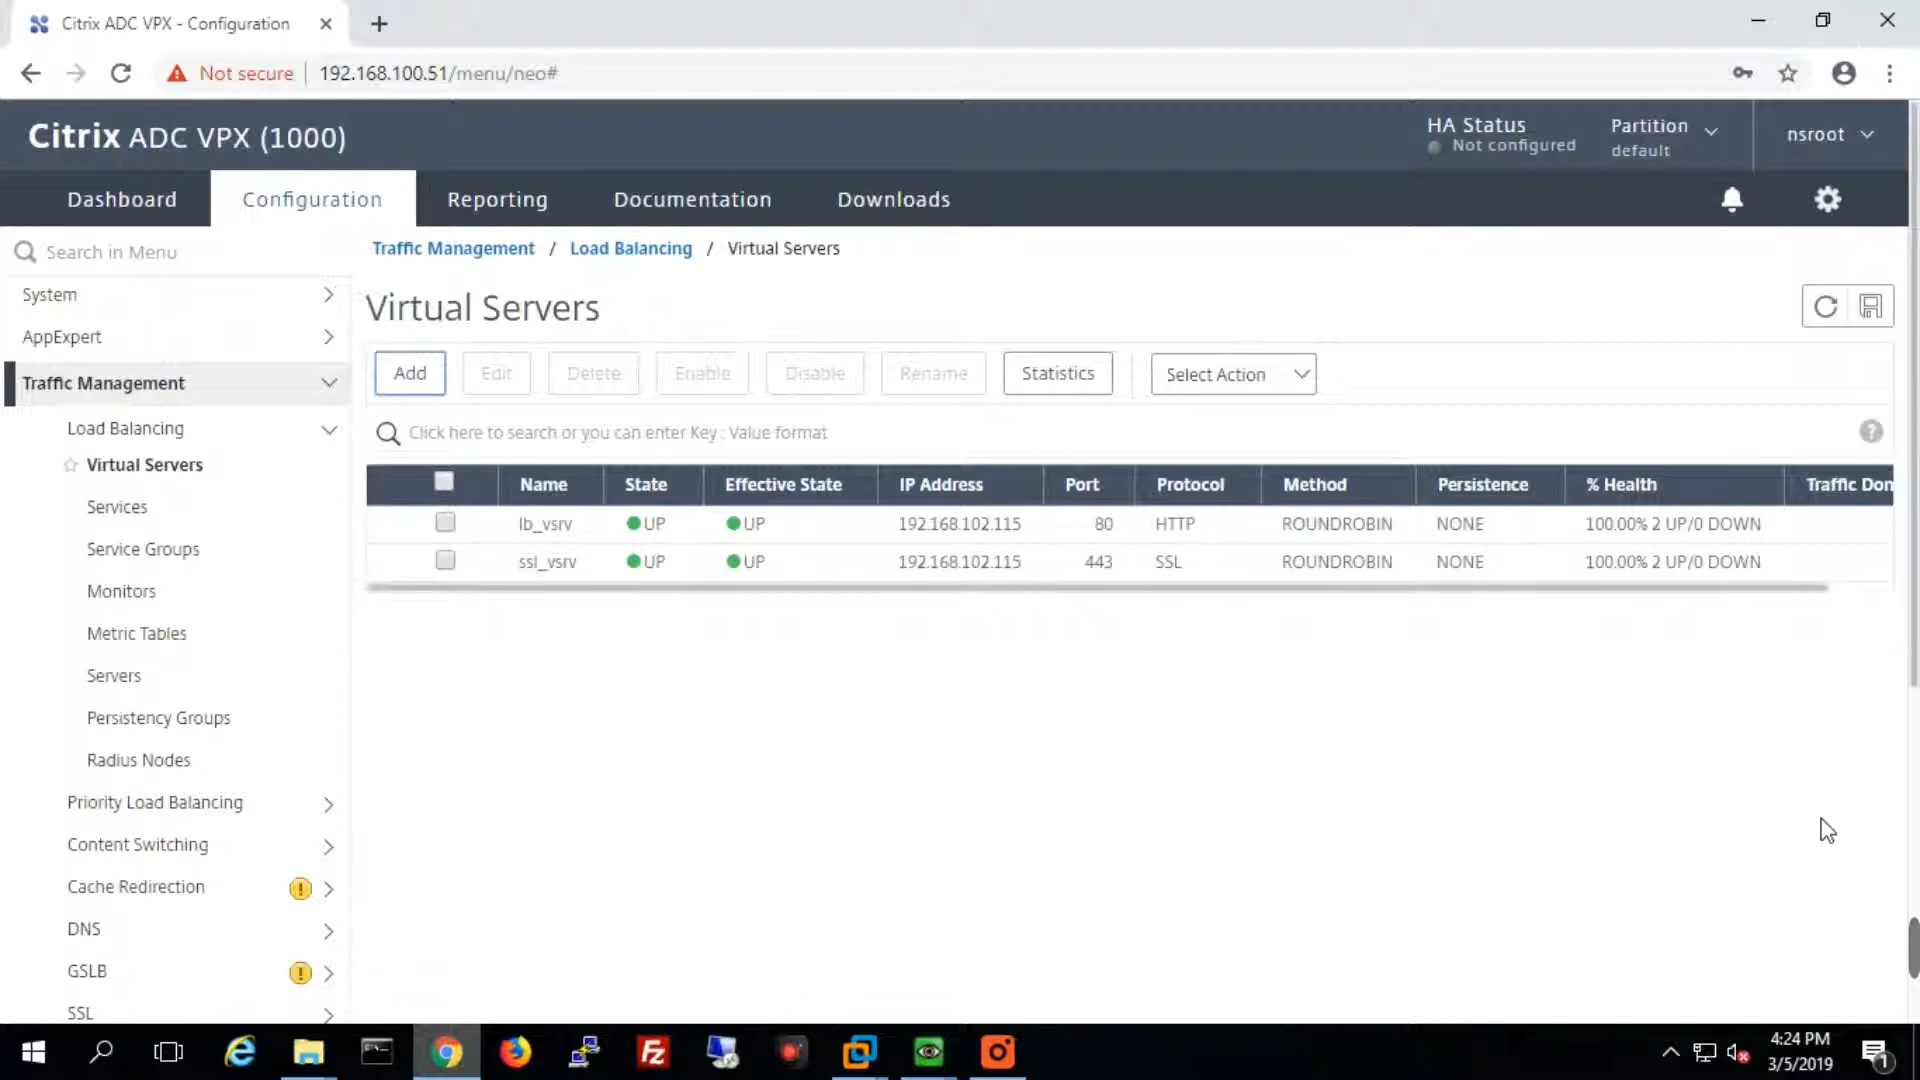 Citrix ADC VPX - Configuration
Not secure
192.168.100.51/menu/neo#
Citrix ADC VPX (1000)
HA Status
Not configured
Partition
default
nsroot
Dashboard
Configuration
Reporting
Documentation
Downloads
Search in Menu
System
AppExpert
Traffic Management
Load Balancing
Virtual Servers
Services
Service Groups
Monitors
Metric Tables
Servers
Persistency Groups
Radius Nodes
Priority Load Balancing
Content Switching
Cache Redirection
DNS
GSLB
SSL
Traffic Management / Load Balancing / Virtual Servers
Virtual Servers
Add Edit Delete Enable Disable Rename Statistics Select Action
Click here to search or you can enter Key : Value format
Name State Effective State IP Address Port Protocol Method Persistence % Health Traffic Don
lb_vsrv UP UP 192.168.102.115 80 HTTP ROUNDROBIN NONE 100.00% 2 UP/0 DOWN
ssl_vsrv UP UP 192.168.102.115 443 SSL ROUNDROBIN NONE 100.00% 2 UP/0 DOWN
4:24 PM
3/5/2019
1